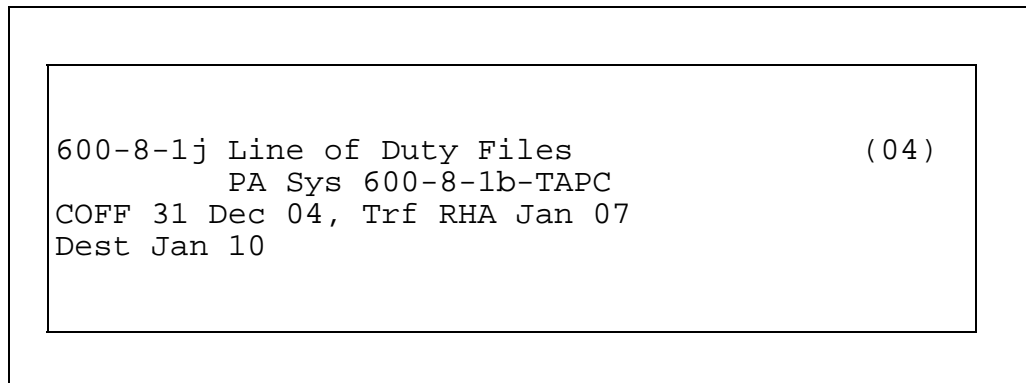 600-8-1j Line of Duty Files (04)
PA Sys 600-8-1b-TAPC
COFF 31 Dec 04, Trf RHA Jan 07
Dest Jan 10